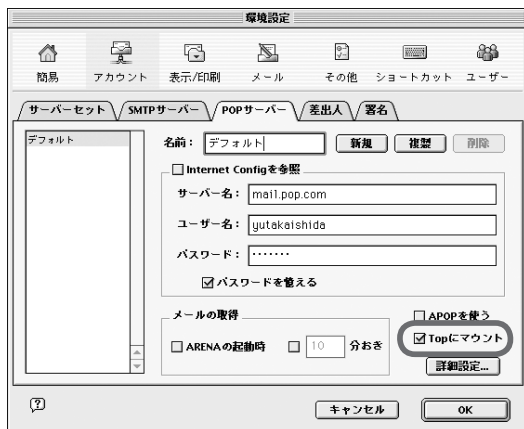 環境設定
簡易 アカウント 表示/印刷 メール その他 ショートカット ユーザー
サーバーセット SMTPサーバー POPサーバー 差出人 署名
デフォルト
名前： デフォルト 新規 複製 削除
Internet Configを参照
サーバー名： mail.pop.com
ユーザー名： yutakaishida
パスワード： ・・・・・・・
パスワードを覚える
メールの取得
ARENAの起動時 10 分おき
APOPを使う
Topにマウント
詳細設定...
?
キャンセル OK